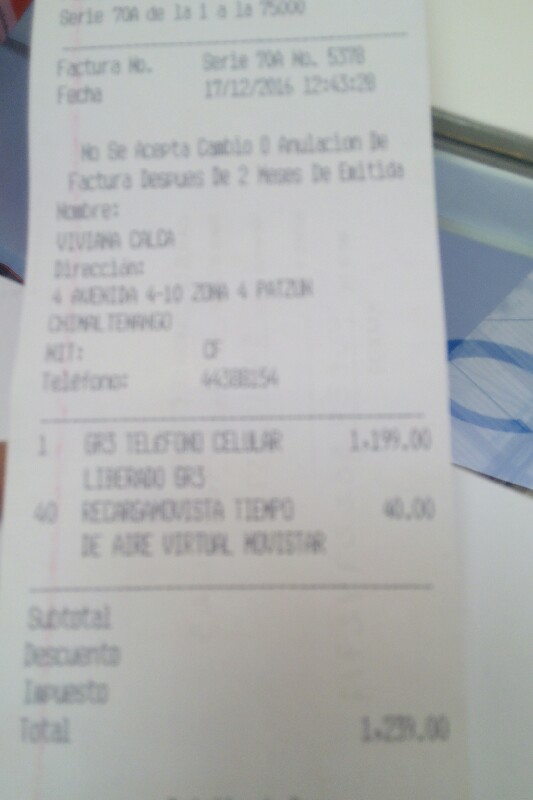 Serie 70A de la 1 a la 75000
Factura No. Serie 70A No. 5378
Fecha 17/12/2016 12:43:28
No Se Acepta Cambio O Anulacion De
Factura Despues De 2 Meses De Emitida
Nombre:
VIVIANA CALCA
Dirección:
4 AVENIDA 4-10 ZONA 4 PATZUN
CHIMALTENANGO
NIT: CF
Teléfono:
1 GR3 TELEFONO CELULAR 1,199.00
LIBERADO GR3
40 RECARGAMOVISTA TIEMPO 40.00
DE AIRE VIRTUAL MOVISTAR
Subtotal
Descuento
Impuesto
Total 1,239.00